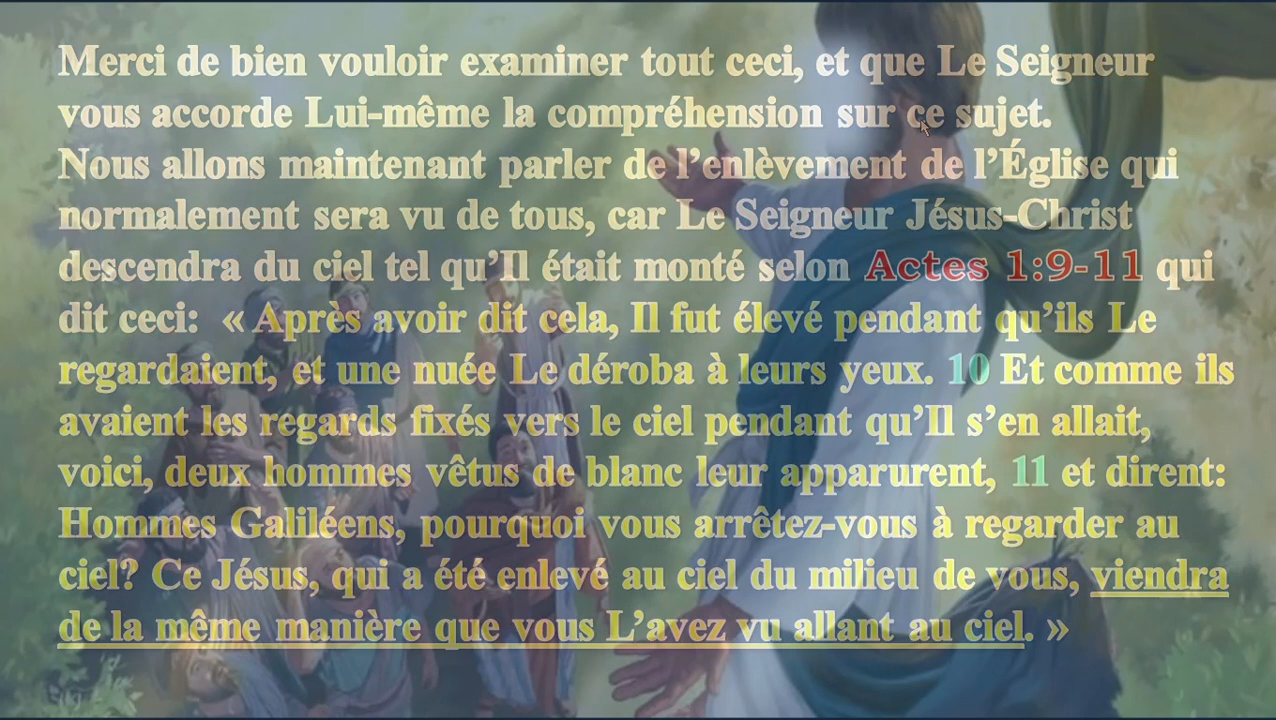 Merci de bien vouloir examiner tout ceci, et que Le Seigneur
vous accorde Lui-même la compréhension sur ce sujet.
Nous allons maintenant parler de l’enlèvement de l’Église qui
normalement sera vu de tous, car Le Seigneur Jésus-Christ
descendra du ciel tel qu’Il était monté selon Actes 1:9-11 qui
dit ceci: « Après avoir dit cela, Il fut élevé pendant qu’ils Le
regardaient, et une nuée Le déroba à leurs yeux. 10 Et comme ils
avaient les regards fixés vers le ciel pendant qu’Il s’en allait,
voici, deux hommes vêtus de blanc leur apparurent, 11 et dirent:
Hommes Galiléens, pourquoi vous arrêtez-vous à regarder au
ciel? Ce Jésus, qui a été enlevé au ciel du milieu de vous, viendra
de la même manière que vous L’avez vu allant au ciel. »